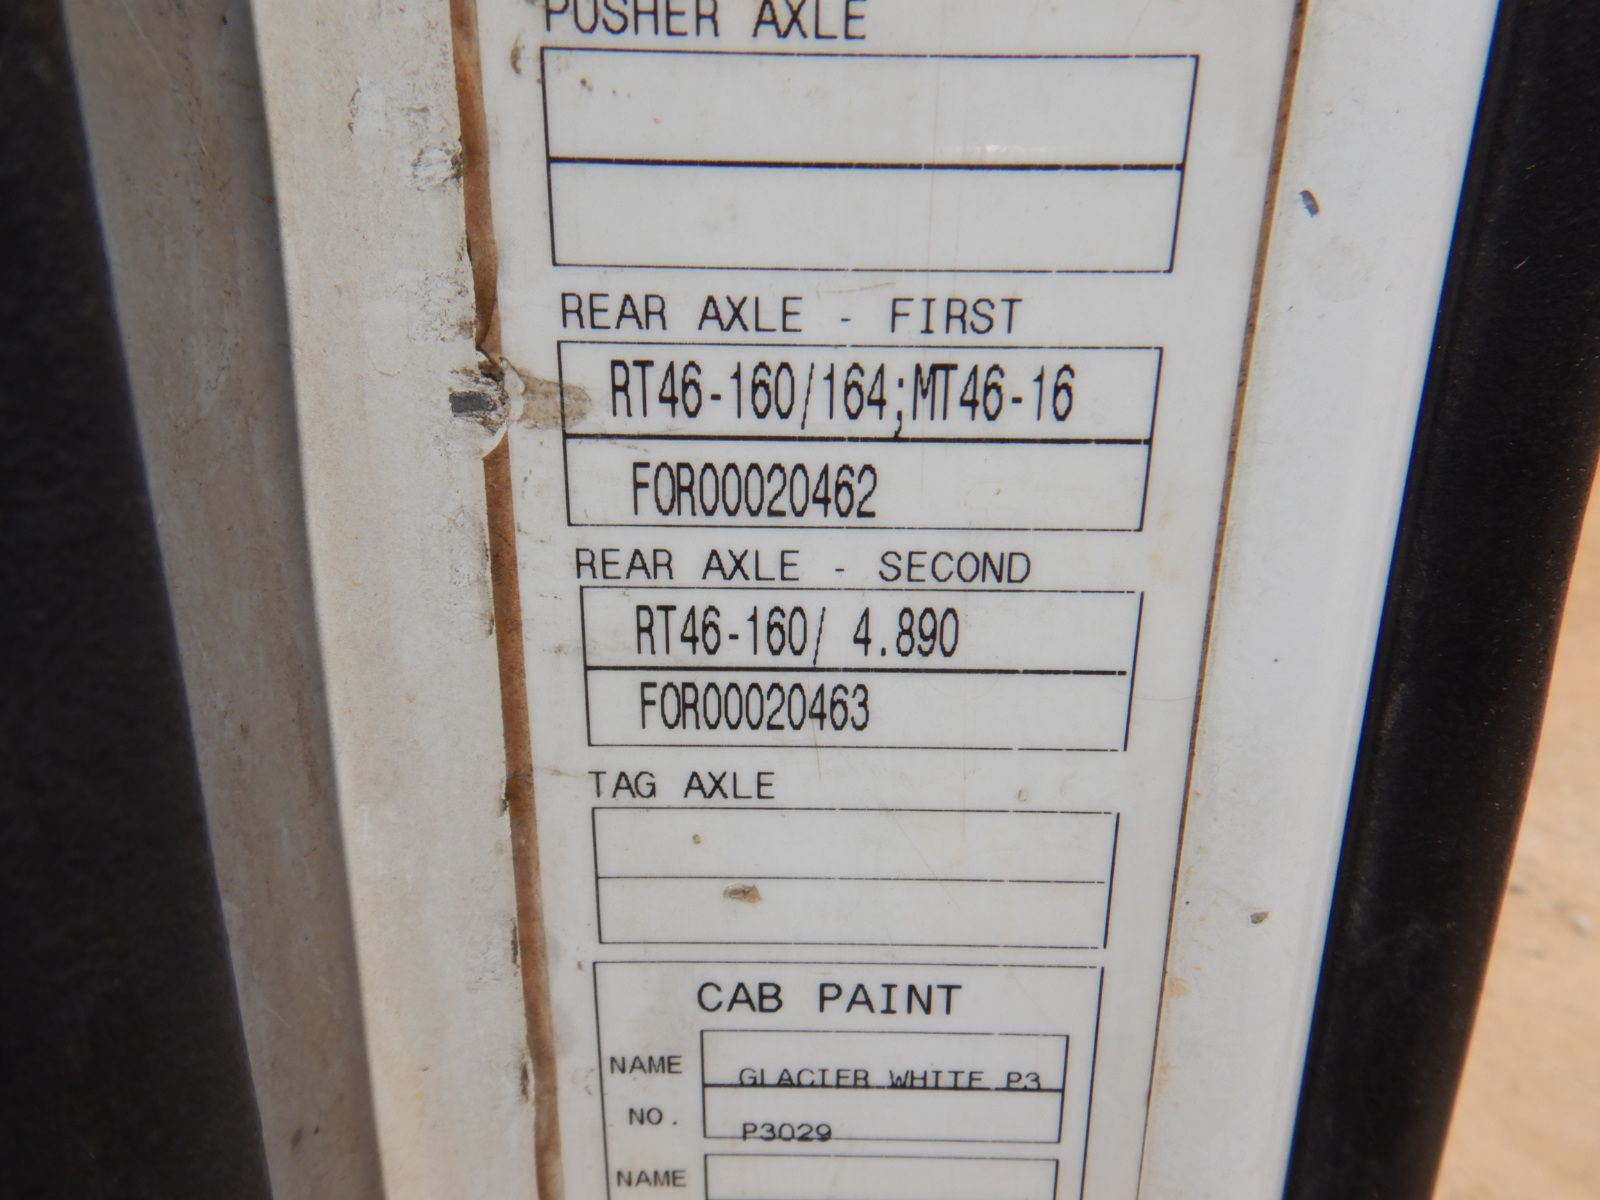 PUSHER AXLE
REAR AXLE - FIRST
RT46-160/164;MT46-16
FOR00020462
REAR AXLE - SECOND
RT46-160/ 4.890
FOR00020463
TAG AXLE
CAB PAINT
NAME GLACIER WHITE P3
NO. P3029
NAME